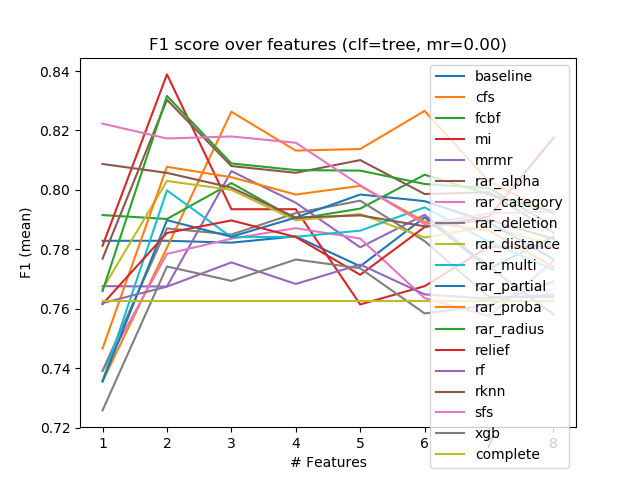 F1 score over features (clf=tree, mr=0.00)
0.84
0.82
0.80
0.78
0.76
0.74
0.72
F1 (mean)
1 2 3 4 5 6 8
# Features
baseline
cfs
fcbf
mi
mrmr
rar_alpha
rar_category
rar_deletion
rar_distance
rar_multi
rar_partial
rar_proba
rar_radius
relief
rf
rknn
sfs
xgb
complete